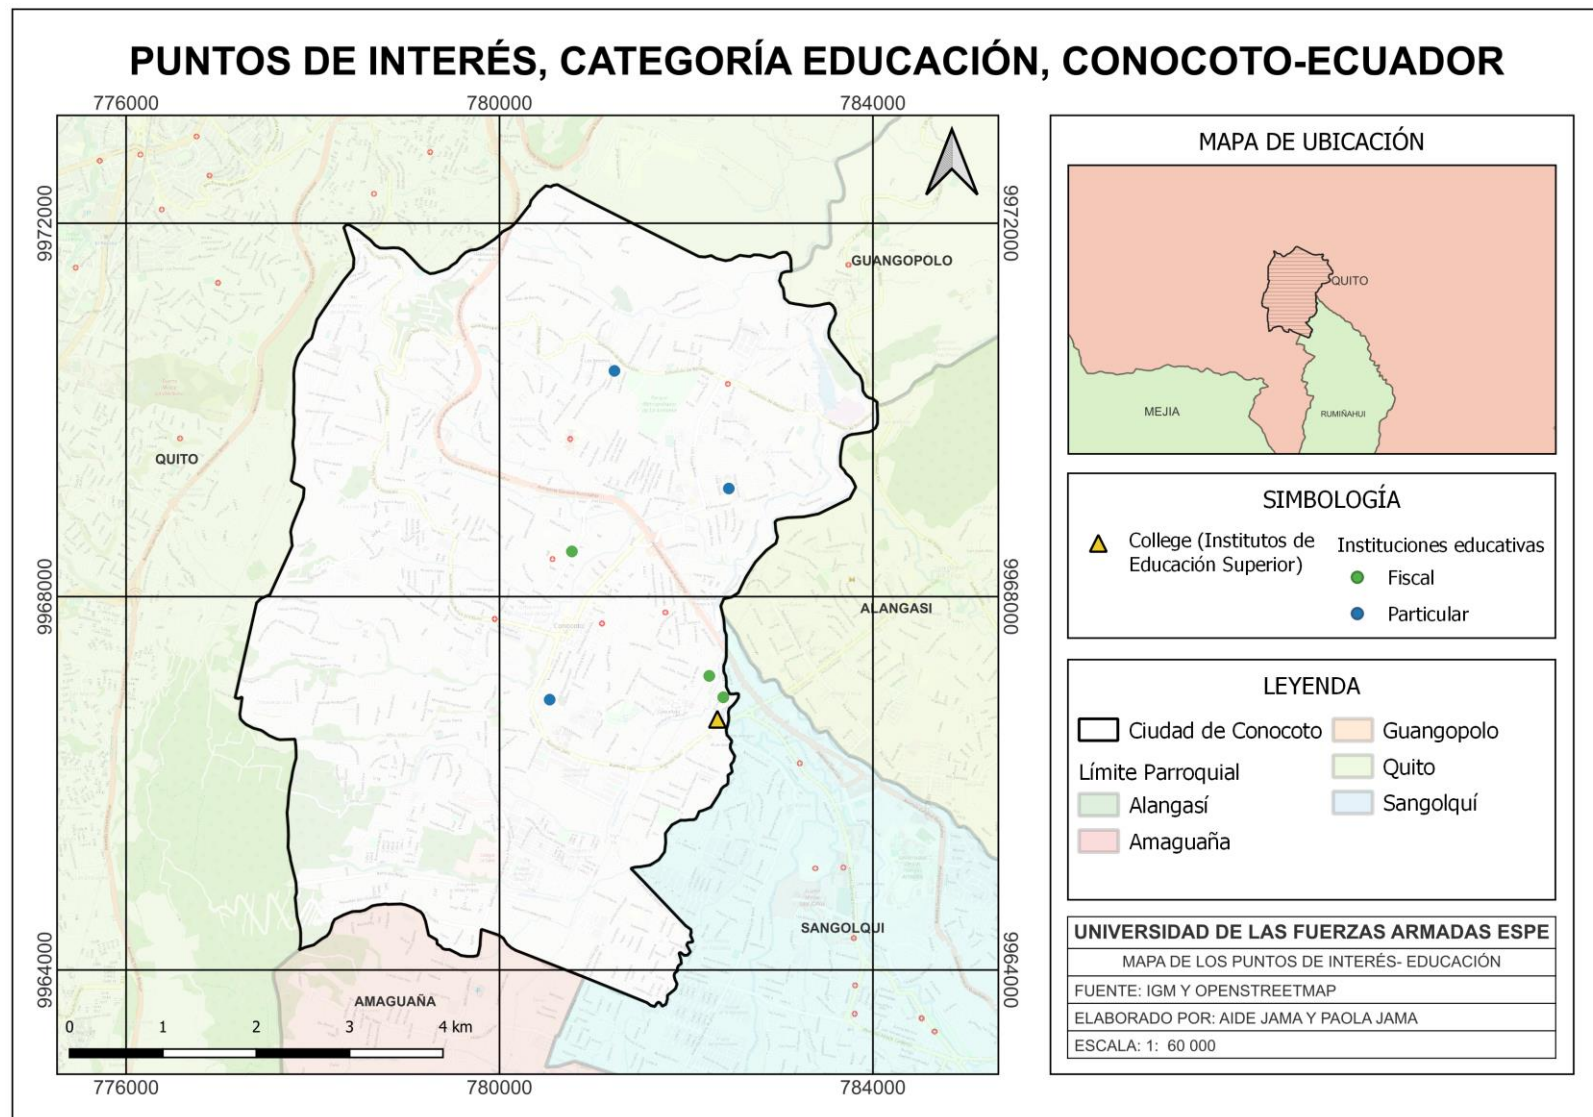 PUNTOS DE INTERÉS, CATEGORÍA EDUCACIÓN, CONOCOTO-ECUADOR
776000
780000
784000
9972000
9972000
GUANGOPOLO
QUITO
9968000
9968000
ALANGASI
Conocoto
SANGOLQUI
9964000
9964000
AMAGUAÑA
0
1
2
3
4 km
776000
780000
784000
MAPA DE UBICACIÓN
QUITO
MEJIA
RUMIÑAHUI
SIMBOLOGÍA
College (Institutos de
Educación Superior)
Instituciones educativas
Fiscal
Particular
LEYENDA
Ciudad de Conocoto
Límite Parroquial
Alangasí
Amaguaña
Guangopolo
Quito
Sangolquí
UNIVERSIDAD DE LAS FUERZAS ARMADAS ESPE
MAPA DE LOS PUNTOS DE INTERÉS- EDUCACIÓN
FUENTE: IGM Y OPENSTREETMAP
ELABORADO POR: AIDE JAMA Y PAOLA JAMA
ESCALA: 1: 60 000